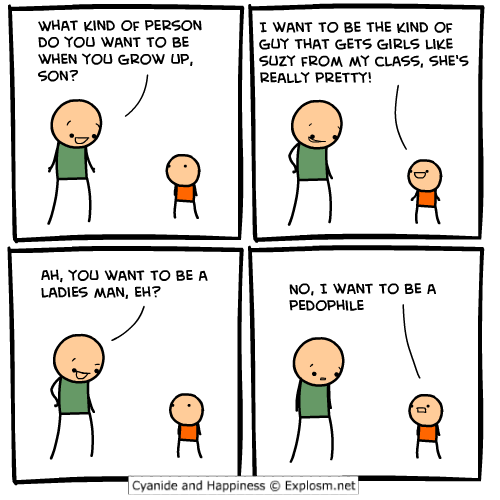 WHAT KIND OF PERSON
DO YOU WANT TO BE
WHEN YOU GROW UP,
SON?
I WANT TO BE THE KIND OF
GUY THAT GETS GIRLS LIKE
SUZY FROM MY CLASS, SHE'S
REALLY PRETTY!
AH, YOU WANT TO BE A
LADIES MAN, EH?
NO, I WANT TO BE A
PEDOPHILE
Cyanide and Happiness © Explosm.net